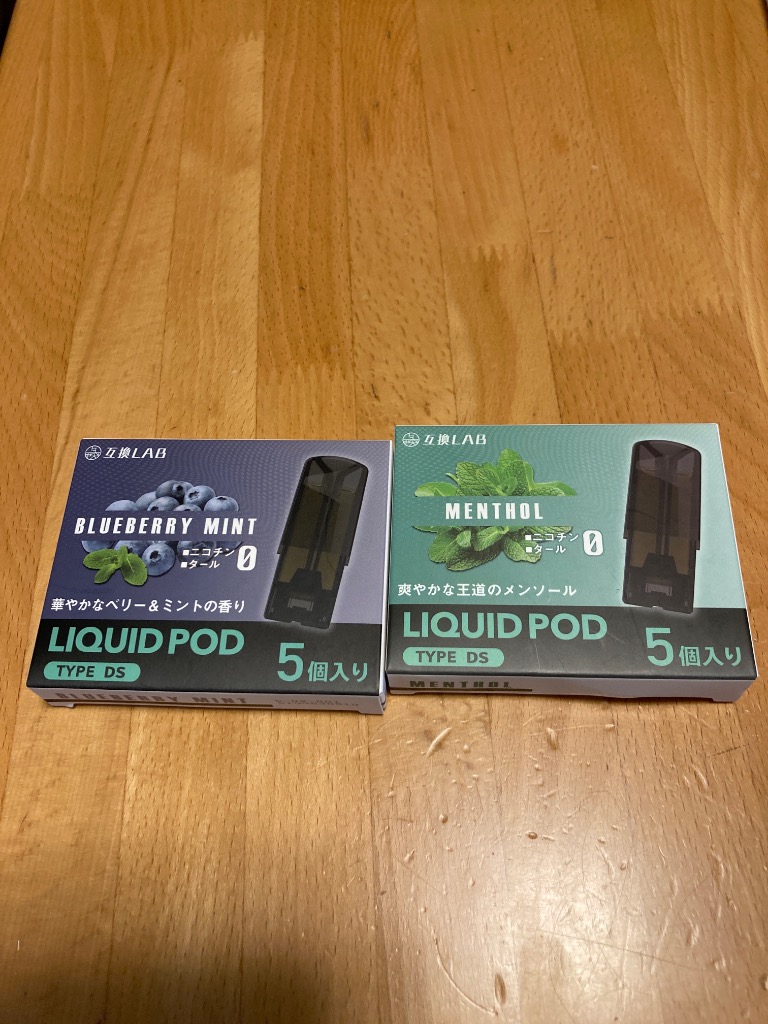 互換LAB
BLUEBERRY MINT
■ニコチン
■タール
0
華やかなベリー&ミントの香り
LIQUID POD
TYPE DS
5個入り
BLUEBERRY MINT
互換LAB
MENTHOL
■ニコチン
■タール
0
爽やかな王道のメンソール
LIQUID POD
TYPE DS
5個入り
MENTHOL